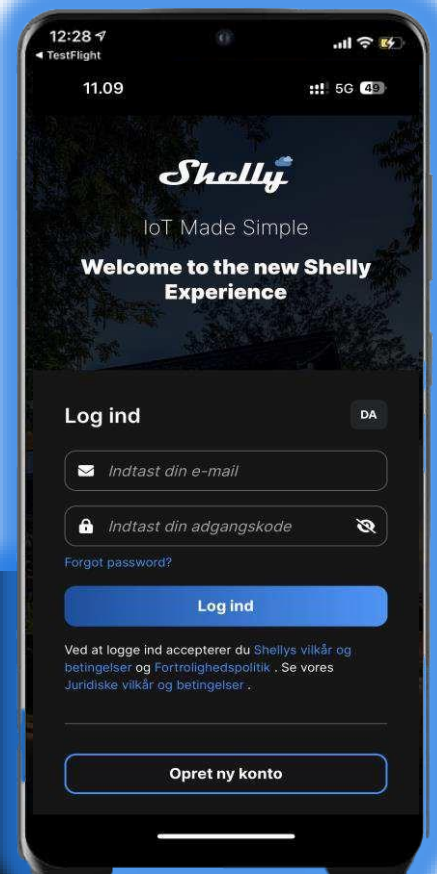 12:28
◀ TestFlight
11.09
5G 49
Shelly
IoT Made Simple
Welcome to the new Shelly
Experience
Log ind
DA
Indtast din e-mail
Indtast din adgangskode
Forgot password?
Log ind
Ved at logge ind accepterer du Shellys vilkår og
betingelser og Fortrolighedspolitik . Se vores
Juridiske vilkår og betingelser .
Opret ny konto